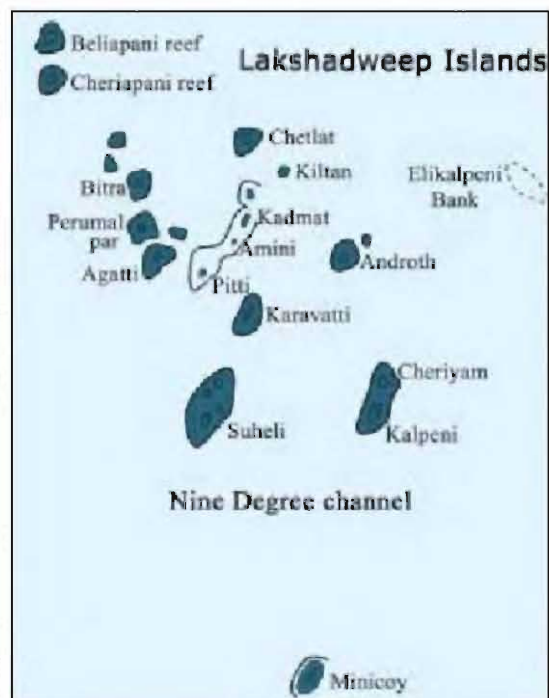 Beliapani reef
Lakshadweep Islands
Cheriapani reef
Chetlat
Kiltan
Elikalpeni
Bank
Bitra
Kadmat
Perumal
par
Amini
Androth
Agatti
Pitti
Karavatti
Cheriyam
Suheli
Kalpeni
Nine Degree channel
Minicoy